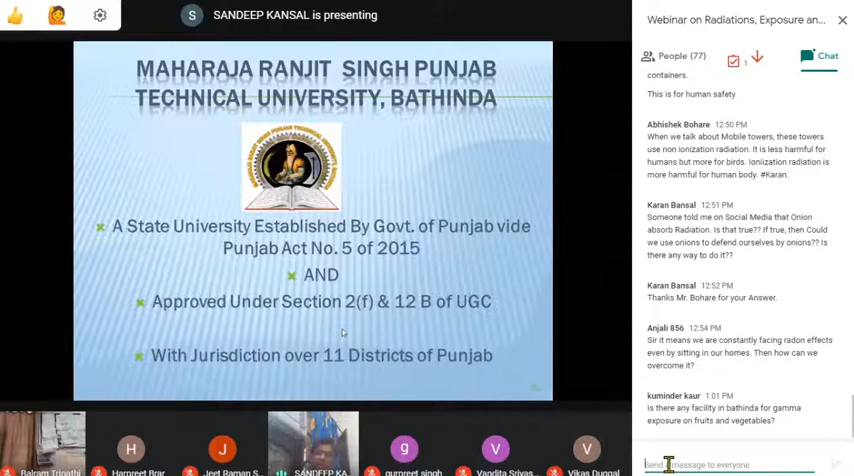 S SANDEEP KANSAL is presenting
MAHARAJA RANJIT SINGH PUNJAB
TECHNICAL UNIVERSITY, BATHINDA
A State University Established By Govt. of Punjab vide
Punjab Act No. 5 of 2015
AND
Approved Under Section 2(f) & 12 B of UGC
With Jurisdiction over 11 Districts of Punjab
H
J
S
g
V
V
Balram Tripathi
Harpreet Brar
Jeet Raman S...
SANDEEP KAN...
gurpreet singh
Vandita Srivas...
Vikas Duggal
Webinar on Radiations, Exposure an...
People (77)
1
Chat
containers.
This is for human safety
Abhishek Bohare 12:50 PM
When we talk about Mobile towers, these towers
use non ionization radiation. It is less harmful for
humans but more for birds. Ioniization radiation is
more harmful for human body. #Karan.
Karan Bansal 12:51 PM
Someone told me on Social Media that Onion
absorb Radiation. Is that true?? If true, then Could
we use onions to defend ourselves by onions?? Is
there any way to do it??
Karan Bansal 12:52 PM
Thanks Mr. Bohare for your Answer.
Anjali 856 12:54 PM
Sir it means we are constantly facing radon effects
even by sitting in our homes. Then how can we
overcome it?
kuminder kaur 1:01 PM
Is there any facility in bathinda for gamma
exposure on fruits and vegetables?
Send a message to everyone